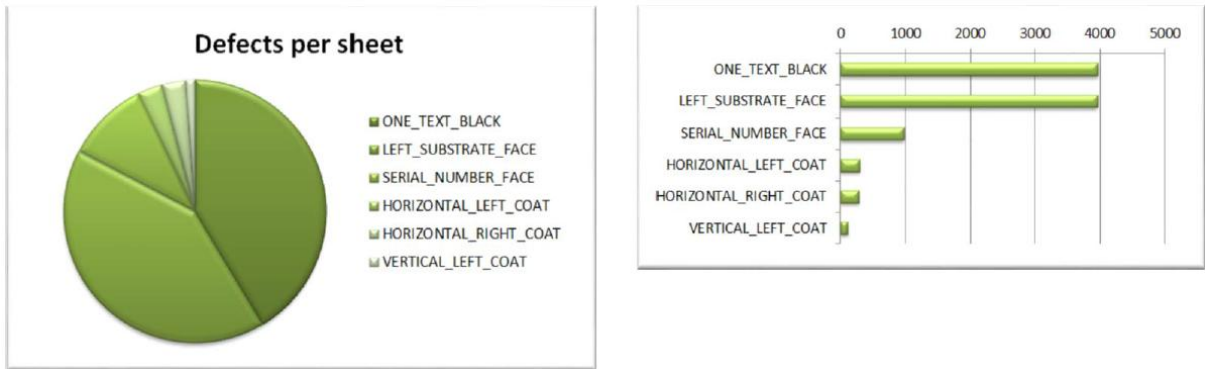 Defects per sheet
ONE_TEXT_BLACK
LEFT_SUBSTRATE_FACE
SERIAL_NUMBER_FACE
HORIZONTAL_LEFT_COAT
HORIZONTAL_RIGHT_COAT
VERTICAL_LEFT_COAT
0 1000 2000 3000 4000 5000
ONE_TEXT_BLACK
LEFT_SUBSTRATE_FACE
SERIAL_NUMBER_FACE
HORIZONTAL_LEFT_COAT
HORIZONTAL_RIGHT_COAT
VERTICAL_LEFT_COAT